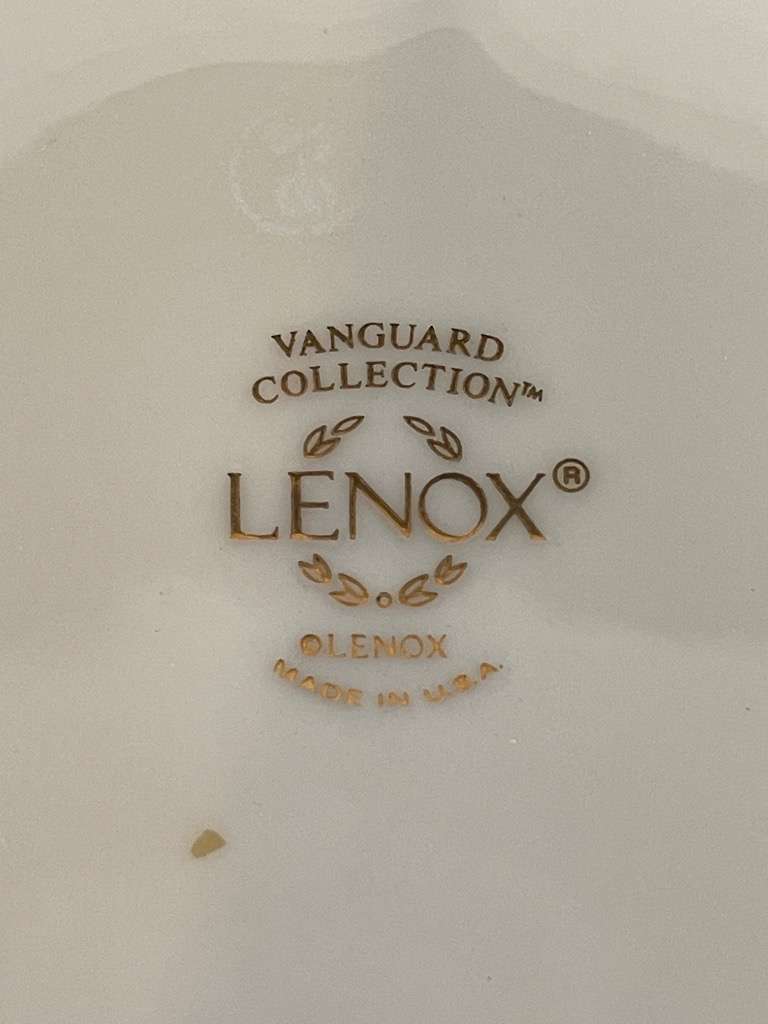 VANGUARD
COLLECTION™
LENOX®
©LENOX
MADE IN U.S.A.